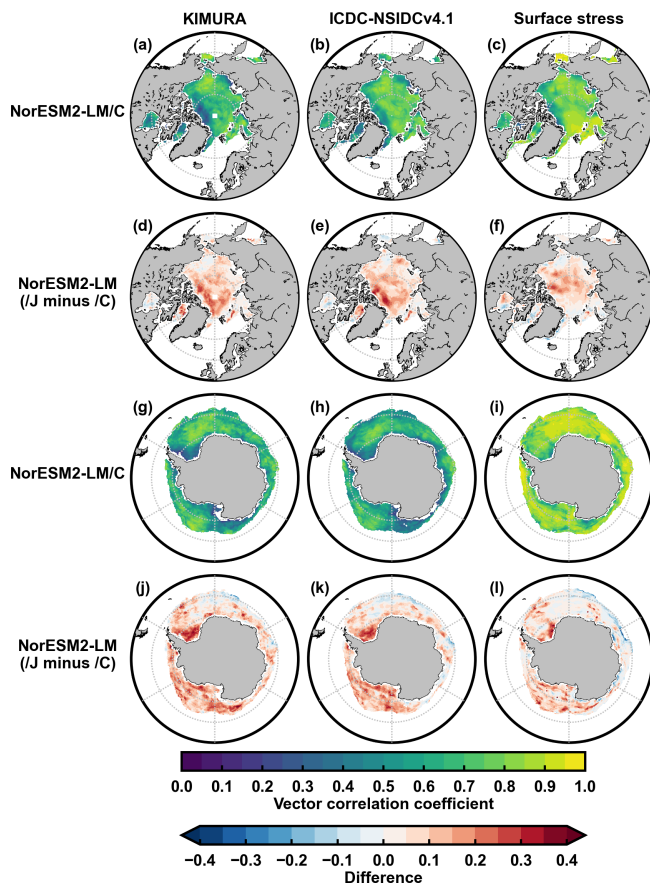 KIMURA ICDC-NSIDCv4.1 Surface stress
(a) (b) (c)
NorESM2-LM/C
(d) (e) (f)
NorESM2-LM
(/J minus /C)
(g) (h) (i)
NorESM2-LM/C
(j) (k) (l)
NorESM2-LM
(/J minus /C)
0.0 0.1 0.2 0.3 0.4 0.5 0.6 0.7 0.8 0.9 1.0
Vector correlation coefficient
−0.4 −0.3 −0.2 −0.1 0.0 0.1 0.2 0.3 0.4
Difference